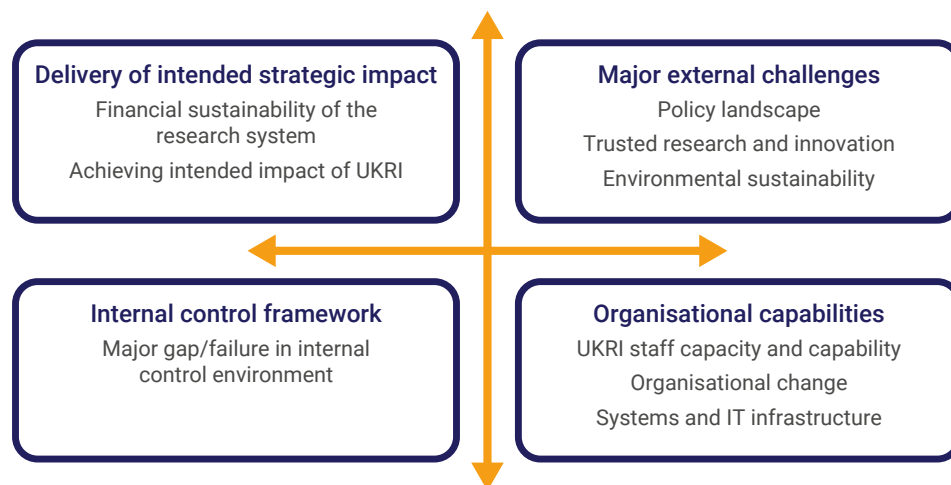 Delivery of intended strategic impact
Financial sustainability of the
research system
Achieving intended impact of UKRI
Major external challenges
Policy landscape
Trusted research and innovation
Environmental sustainability
Internal control framework
Major gap/failure in internal
control environment
Organisational capabilities
UKRI staff capacity and capability
Organisational change
Systems and IT infrastructure